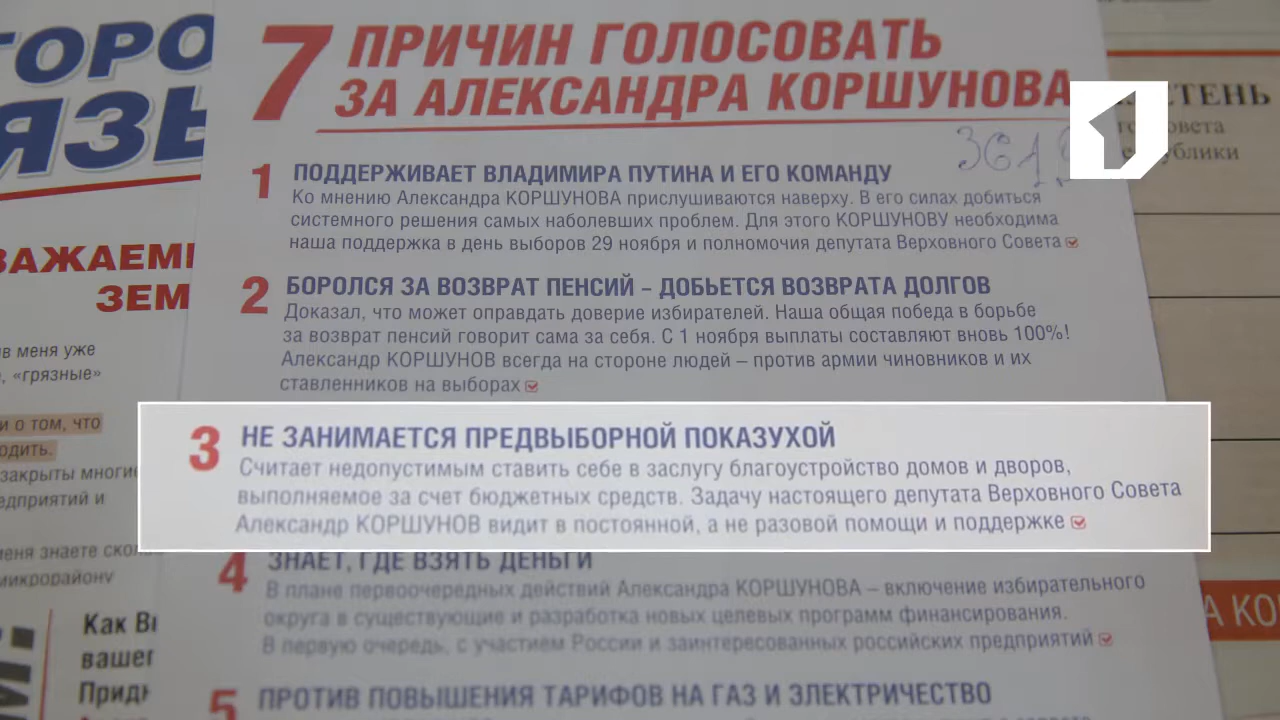 7 ПРИЧИН ГОЛОСОВАТЬ
ЗА АЛЕКСАНДРА КОРШУНОВА
361
1 ПОДДЕРЖИВАЕТ ВЛАДИМИРА ПУТИНА И ЕГО КОМАНДУ
Ко мнению Александра КОРШУНОВА прислушиваются наверху. В его силах добиться
системного решения самых наболевших проблем. Для этого КОРШУНОВУ необходима
наша поддержка в день выборов 29 ноября и полномочия депутата Верховного Совета
2 БОРОЛСЯ ЗА ВОЗВРАТ ПЕНСИЙ – ДОБЬЕТСЯ ВОЗВРАТА ДОЛГОВ
Доказал, что может оправдать доверие избирателей. Наша общая победа в борьбе
за возврат пенсий говорит сама за себя. С 1 ноября выплаты составляют вновь 100%!
Александр КОРШУНОВ всегда на стороне людей – против армии чиновников и их
ставленников на выборах
3 НЕ ЗАНИМАЕТСЯ ПРЕДВЫБОРНОЙ ПОКАЗУХОЙ
Считает недопустимым ставить себе в заслугу благоустройство домов и дворов,
выполняемое за счет бюджетных средств. Задачу настоящего депутата Верховного Совета
Александр КОРШУНОВ видит в постоянной, а не разовой помощи и поддержке
4 ЗНАЕТ, ГДЕ ВЗЯТЬ ДЕНЬГИ
В плане первоочередных действий Александра КОРШУНОВА – включение избирательного
округа в существующие и разработка новых целевых программ финансирования.
В первую очередь, с участием России и заинтересованных российских предприятий
5 ПРОТИВ ПОВЫШЕНИЯ ТАРИФОВ НА ГАЗ И ЭЛЕКТРИЧЕСТВО
ГОРО
ЯЗЬ
ВАЖАЕМ
ЗЕМ
в меня уже
, «грязные»
и о том, что
одить.
закрыты многие
едприятий и
меня знаете
микрорайону
Как Вы
вашег
Придн
ТЕНЬ
го Совета
еспублики
А КО